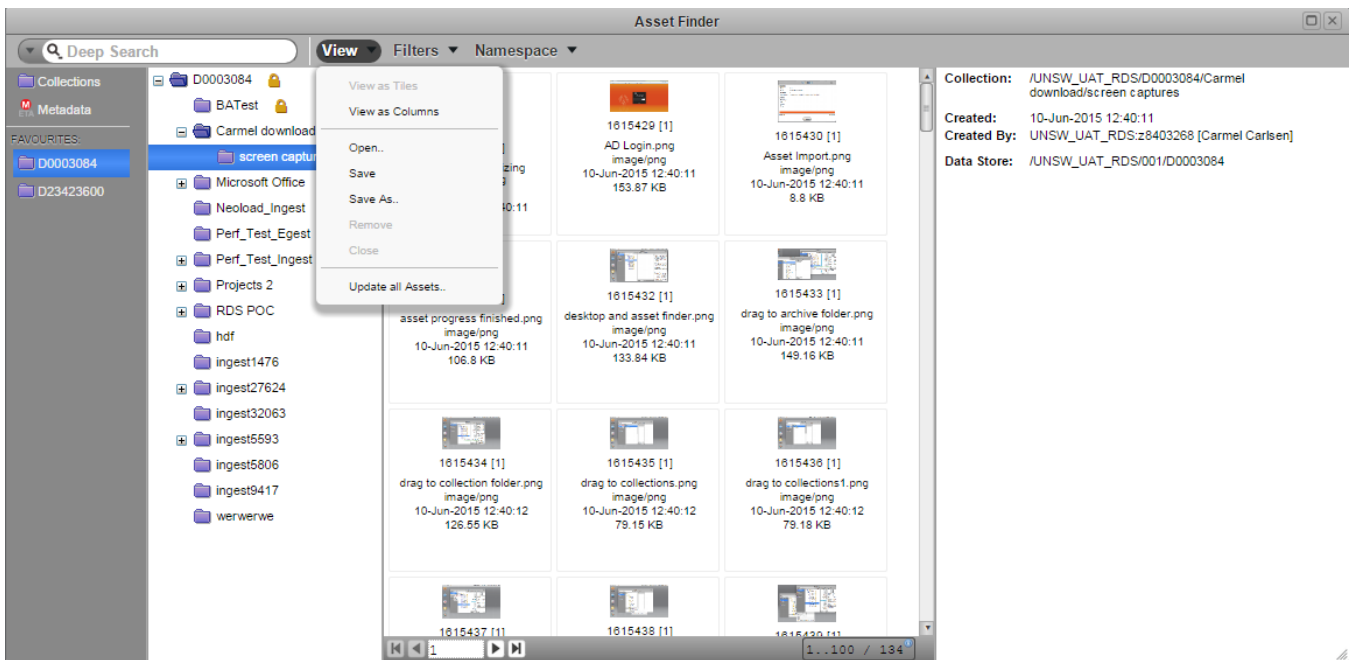 Asset Finder
Deep Search
View
Filters
Namespace
Collections
Metadata
FAVOURITES:
D0003084
D23423600
D0003084
BATest
Carmel download
screen captur
Microsoft Office
Neoload_Ingest
Perf_Test_Egest
Perf_Test_Ingest
Projects 2
RDS POC
hdf
ingest1476
ingest27624
ingest32063
ingest5593
ingest5806
ingest9417
werwerwe
View as Tiles
View as Columns
Open..
Save
Save As..
Remove
Close
Update all Assets..
1615429 [1]
AD Login.png
image/png
10-Jun-2015 12:40:11
153.87 KB
1615430 [1]
Asset Import.png
image/png
10-Jun-2015 12:40:11
8.8 KB
asset progress finished.png
image/png
10-Jun-2015 12:40:11
106.8 KB
1615432 [1]
desktop and asset finder.png
image/png
10-Jun-2015 12:40:11
133.84 KB
1615433 [1]
drag to archive folder.png
image/png
10-Jun-2015 12:40:11
149.16 KB
1615434 [1]
drag to collection folder.png
image/png
10-Jun-2015 12:40:12
126.55 KB
1615435 [1]
drag to collections.png
image/png
10-Jun-2015 12:40:12
79.15 KB
1615436 [1]
drag to collections1.png
image/png
10-Jun-2015 12:40:12
79.18 KB
1615437 [1]
1615438 [1]
1615439 [1]
1
1..100 / 134
Collection: /UNSW_UAT_RDS/D0003084/Carmel
download/screen captures
Created: 10-Jun-2015 12:40:11
Created By: UNSW_UAT_RDS:z8403268 [Carmel Carlsen]
Data Store: /UNSW_UAT_RDS/001/D0003084